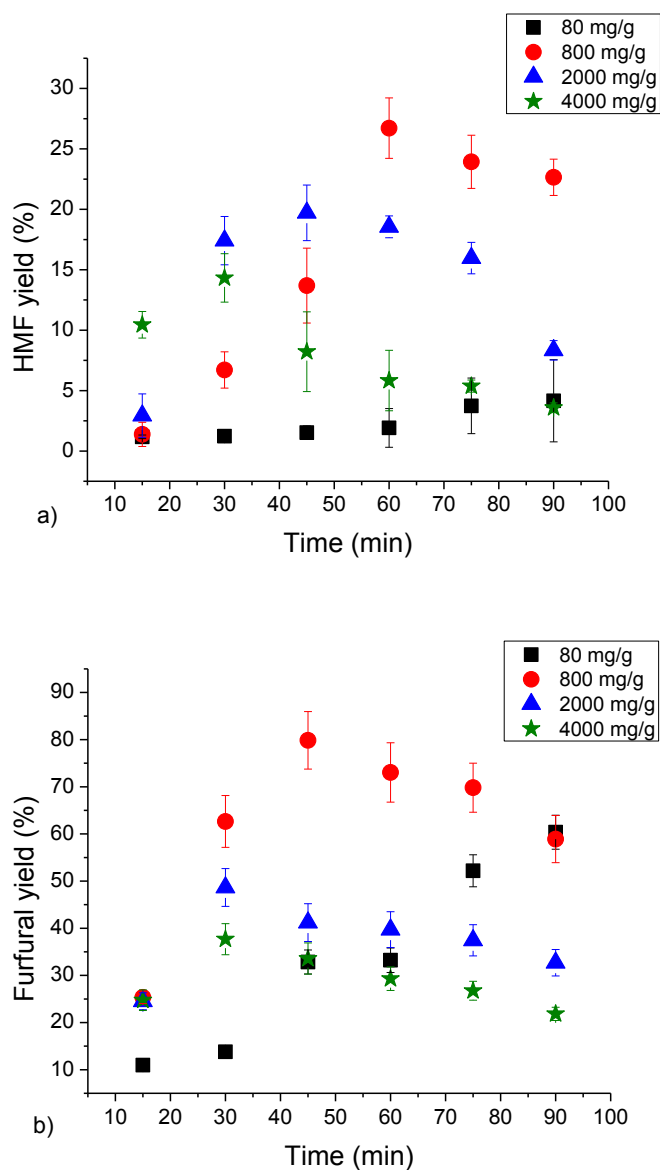 80 mg/g
800 mg/g
2000 mg/g
4000 mg/g
30
25
20
15
10
5
0
HMF yield (%)
10 20 30 40 50 60 70 80 90 100
a)
Time (min)
80 mg/g
800 mg/g
2000 mg/g
4000 mg/g
90
80
70
60
50
40
30
20
10
Furfural yield (%)
10 20 30 40 50 60 70 80 90 100
b)
Time (min)